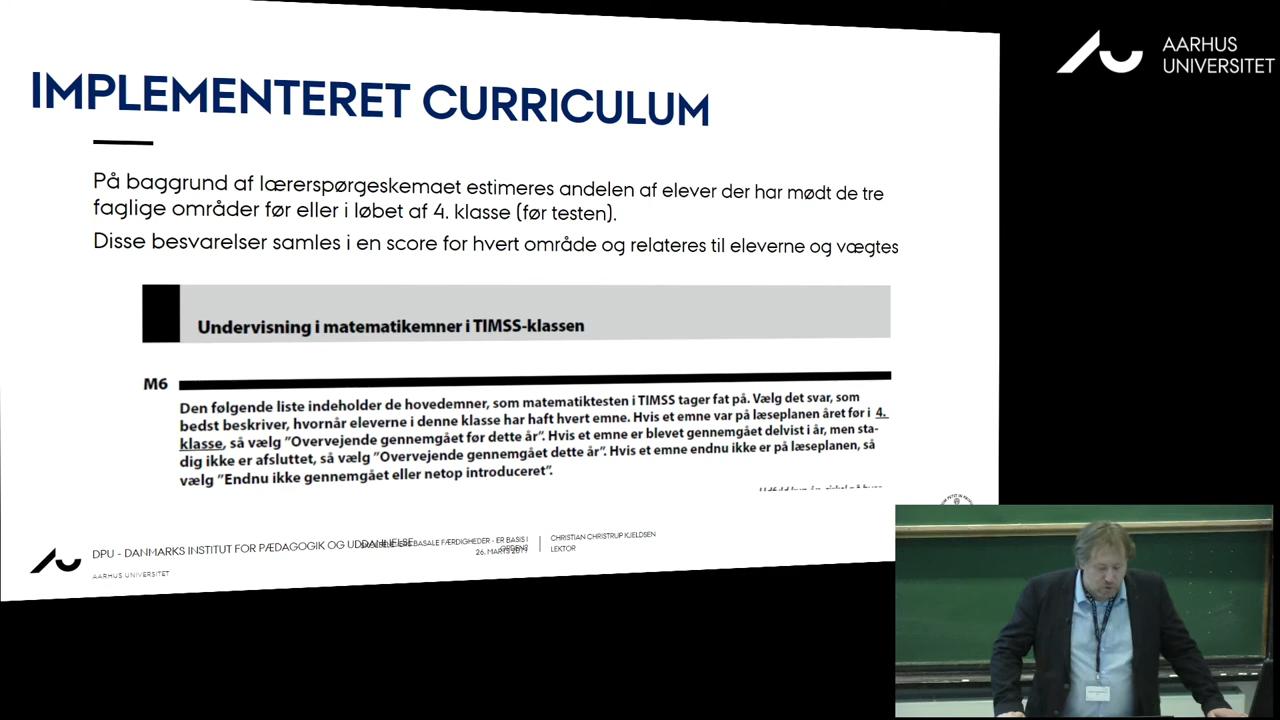 AARHUS
UNIVERSITET
IMPLEMENTERET CURRICULUM
På baggrund af lærerspørgeskemaet estimeres andelen af elever der har mødt de tre
faglige områder før eller i løbet af 4. klasse (før testen).
Disse besvarelser samles i en score for hvert område og relateres til eleverne og vægtes
Undervisning i matematikemner i TIMSS-klassen
M6
Den følgende liste indeholder de hovedemner, som matematiktesten i TIMSS tager fat på. Vælg det svar, som
bedst beskriver, hvornår eleverne i denne klasse har haft hvert emne. Hvis et emne var på læseplanen året før i 4.
klasse, så vælg ”Overvejende gennemgået før dette år”. Hvis et emne er blevet gennemgået delvist i år, men sta-
dig ikke er afsluttet, så vælg ”Overvejende gennemgået dette år”. Hvis et emne endnu ikke er på læseplanen, så
vælg ”Endnu ikke gennemgået eller netop introduceret”.
DPU - DANMARKS INSTITUT FOR PÆDAGOGIK OG UDDANNELSE
AARHUS UNIVERSITET
BASALE FÆRDIGHEDER - ER BASIS I
26. MARTS
CHRISTIAN CHRISTRUP KJELDSEN
LEKTOR